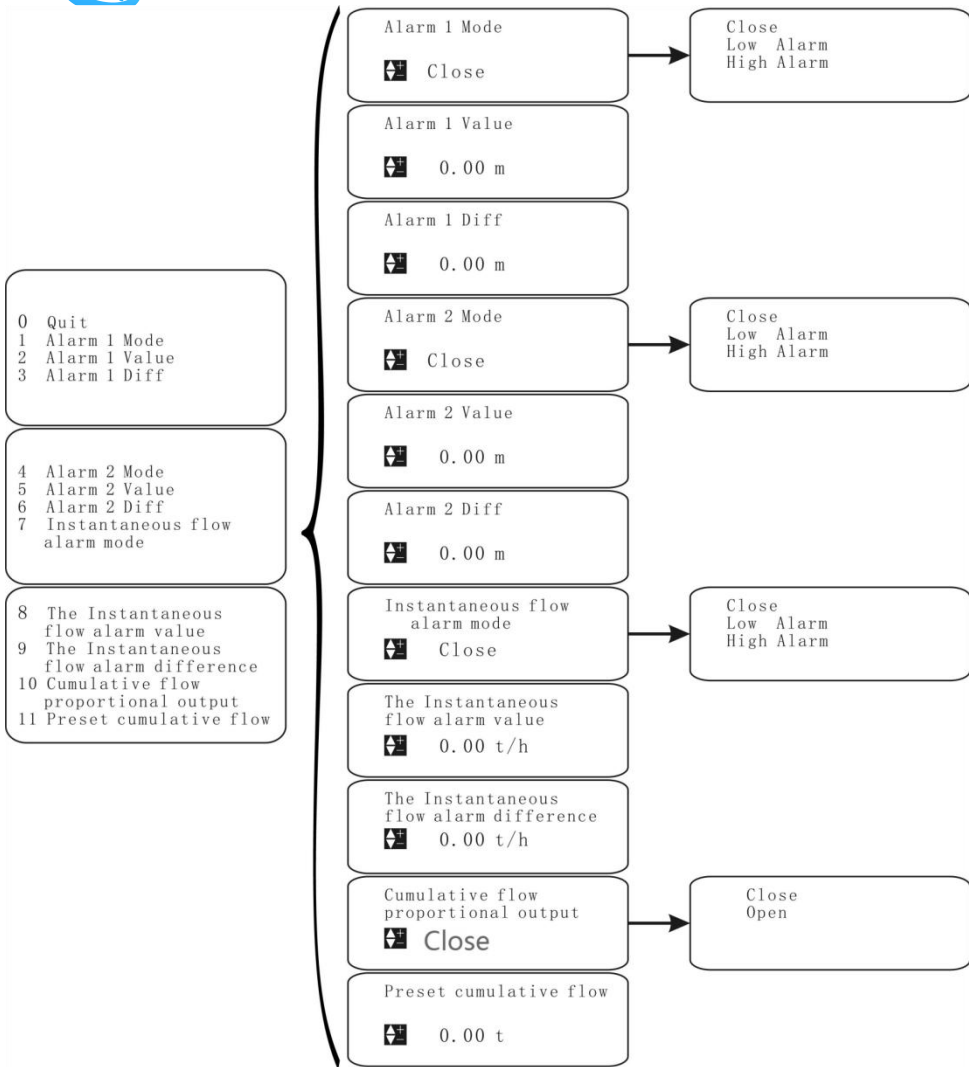 0 Quit
1 Alarm 1 Mode
2 Alarm 1 Value
3 Alarm 1 Diff
4 Alarm 2 Mode
5 Alarm 2 Value
6 Alarm 2 Diff
7 Instantaneous flow
alarm mode
8 The Instantaneous
flow alarm value
9 The Instantaneous
flow alarm difference
10 Cumulative flow
proportional output
11 Preset cumulative flow
Alarm 1 Mode
Close
Close
Low Alarm
High Alarm
Alarm 1 Value
0.00 m
Alarm 1 Diff
0.00 m
Alarm 2 Mode
Close
Close
Low Alarm
High Alarm
Alarm 2 Value
0.00 m
Alarm 2 Diff
0.00 m
Instantaneous flow
alarm mode
Close
Close
Low Alarm
High Alarm
The Instantaneous
flow alarm value
0.00 t/h
The Instantaneous
flow alarm difference
0.00 t/h
Cumulative flow
proportional output
Close
Close
Open
Preset cumulative flow
0.00 t